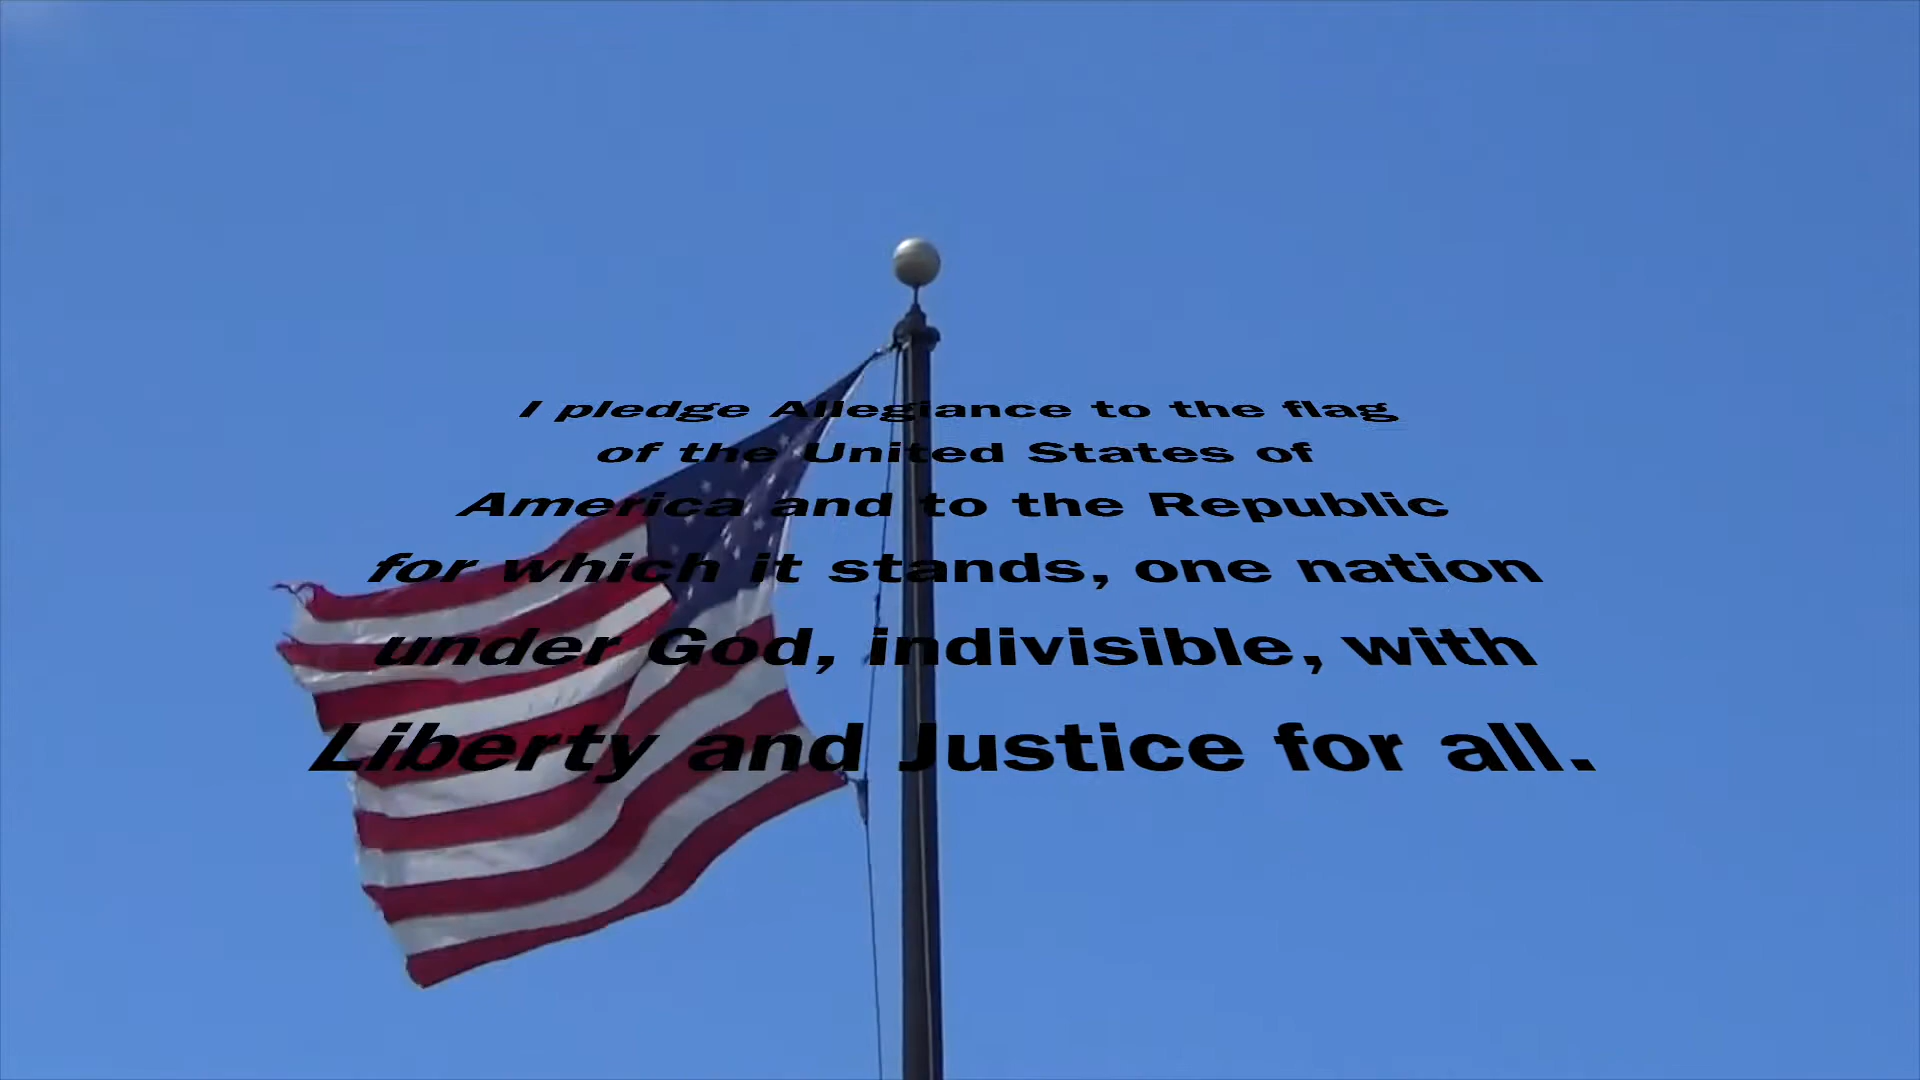 I pledge Allegiance to the flag
of the United States of
America and to the Republic
for which it stands, one nation
under God, indivisible, with
Liberty and Justice for all.